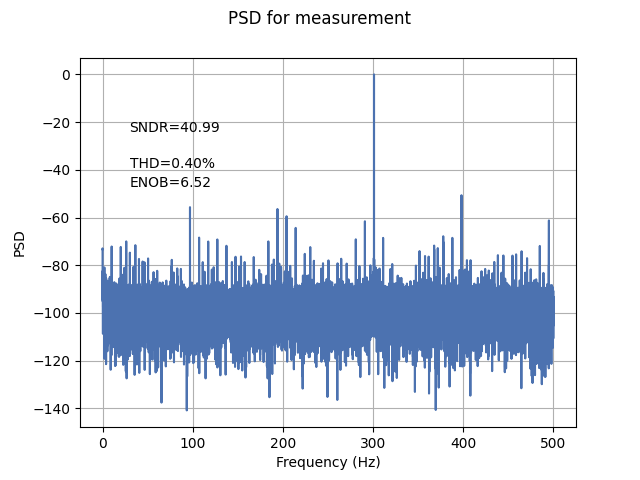 PSD for measurement
0
−20
−40
−60
−80
−100
−120
−140
PSD
SNDR=40.99
THD=0.40%
ENOB=6.52
0 100 200 300 400 500
Frequency (Hz)